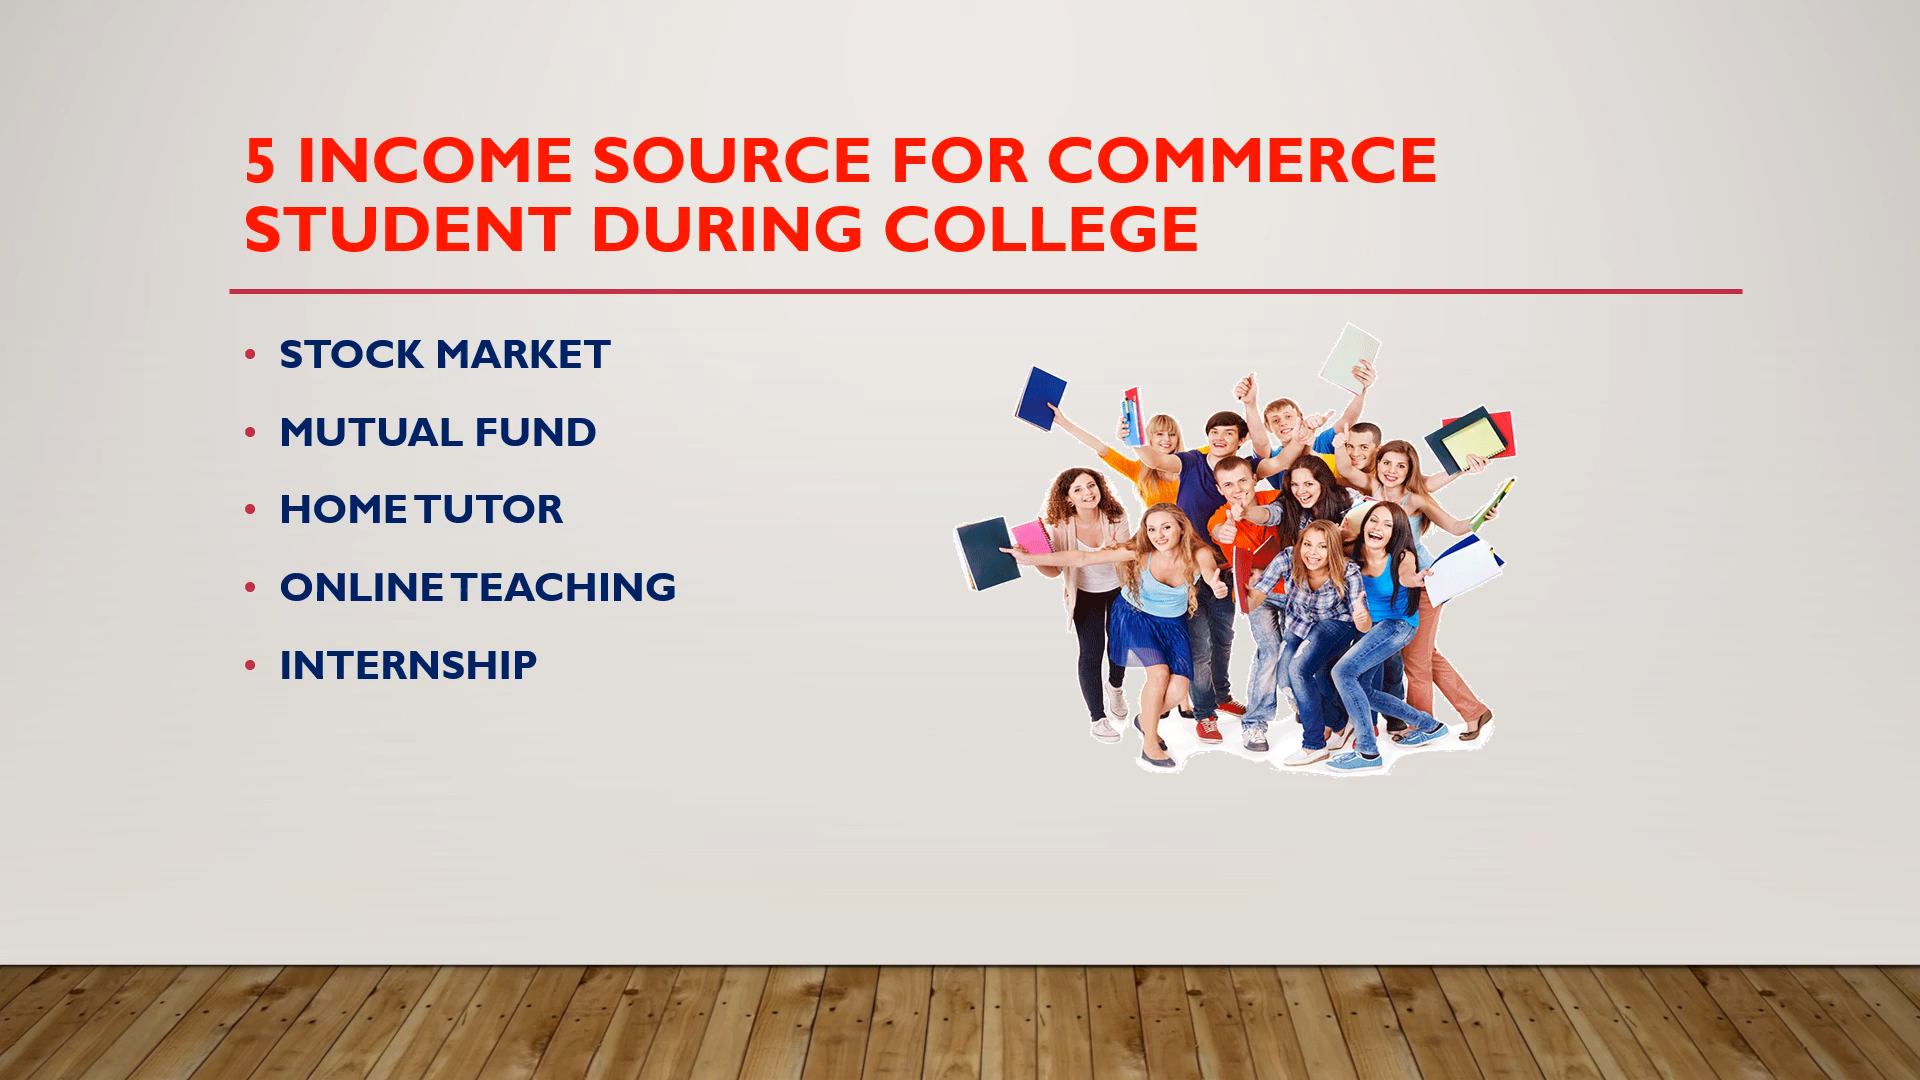 5 INCOME SOURCE FOR COMMERCE
STUDENT DURING COLLEGE
• STOCK MARKET
• MUTUAL FUND
• HOME TUTOR
• ONLINE TEACHING
• INTERNSHIP